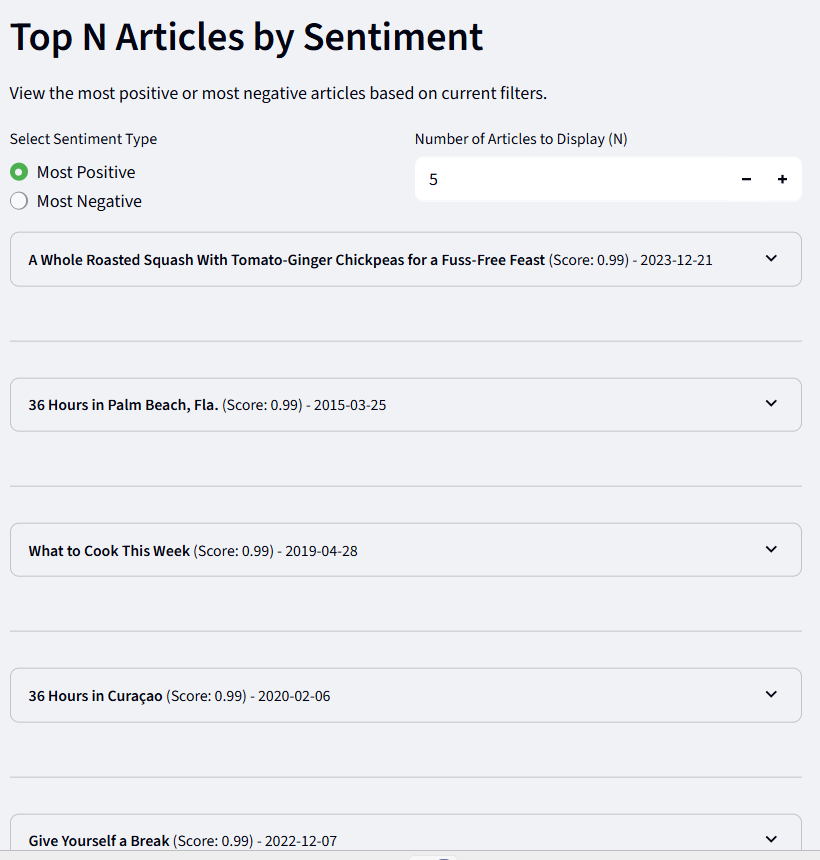 Top N Articles by Sentiment
View the most positive or most negative articles based on current filters.
Select Sentiment Type
Number of Articles to Display (N)
Most Positive
5
Most Negative
A Whole Roasted Squash With Tomato-Ginger Chickpeas for a Fuss-Free Feast (Score: 0.99) - 2023-12-21
36 Hours in Palm Beach, Fla. (Score: 0.99) - 2015-03-25
What to Cook This Week (Score: 0.99) - 2019-04-28
36 Hours in Curaçao (Score: 0.99) - 2020-02-06
Give Yourself a Break (Score: 0.99) - 2022-12-07